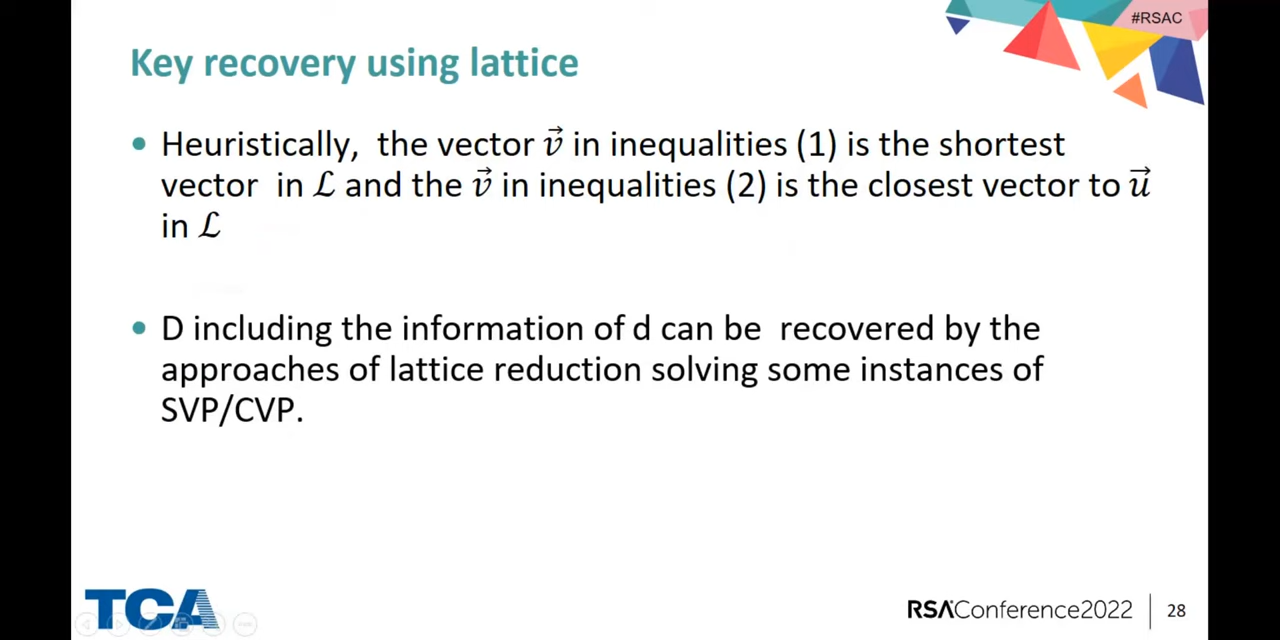 #RSAC
Key recovery using lattice
• Heuristically, the vector v⃗ in inequalities (1) is the shortest
vector in ℒ and the v⃗ in inequalities (2) is the closest vector to u⃗
in ℒ
• D including the information of d can be recovered by the
approaches of lattice reduction solving some instances of
SVP/CVP.
TCA
RSAConference2022
28